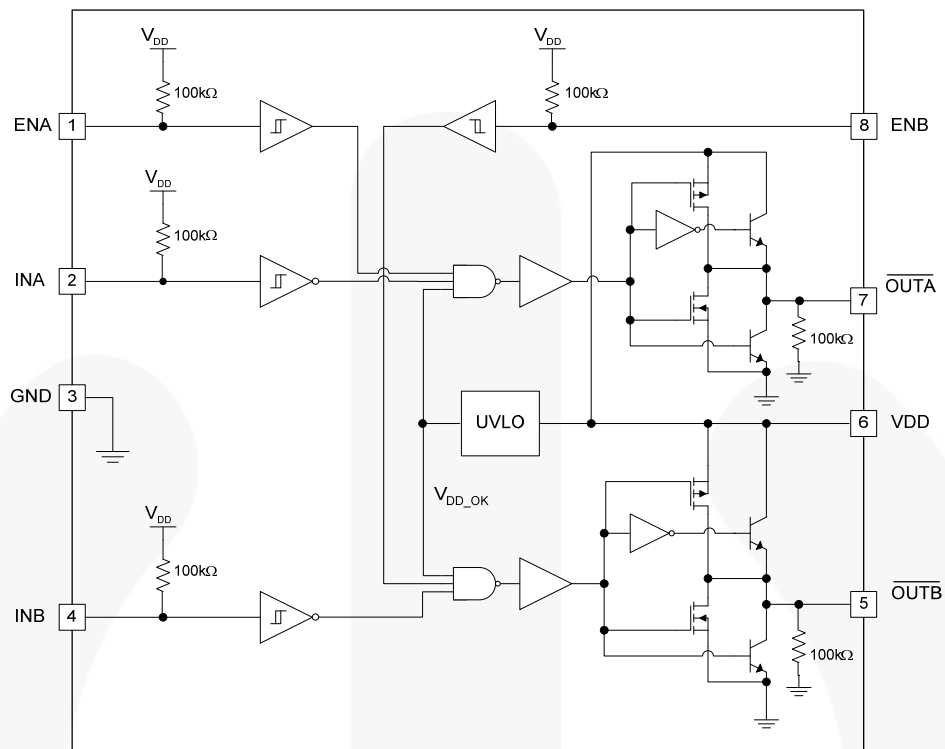 VDD
100kΩ
VDD
100kΩ
ENA 1
8 ENB
VDD
100kΩ
INA 2
7 OUTA
100kΩ
GND 3
UVLO
6 VDD
VDD_OK
VDD
100kΩ
INB 4
5 OUTB
100kΩ